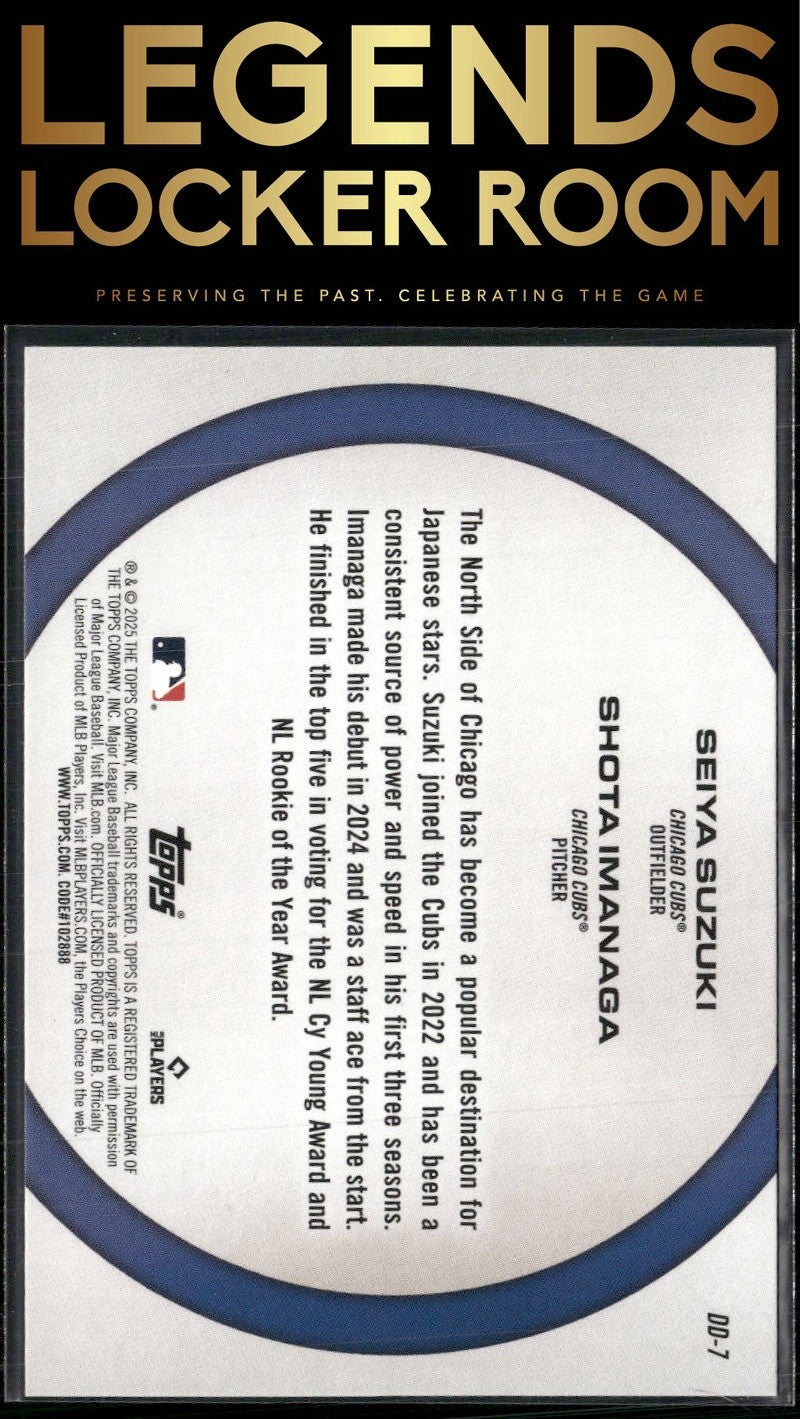 LEGENDS
LOCKER ROOM
PRESERVING THE PAST. CELEBRATING THE GAME
DD-7
SEIYA SUZUKI
CHICAGO CUBS®
OUTFIELDER
SHOTA IMANAGA
CHICAGO CUBS®
PITCHER
The North Side of Chicago has become a popular destination for
Japanese stars. Suzuki joined the Cubs in 2022 and has been a
consistent source of power and speed in his first three seasons.
Imanaga made his debut in 2024 and was a staff ace from the start.
He finished in the top five in voting for the NL Cy Young Award and
NL Rookie of the Year Award.
topps®
MLB PLAYERS
® & © 2025 THE TOPPS COMPANY, INC. ALL RIGHTS RESERVED. TOPPS IS A REGISTERED TRADEMARK OF
THE TOPPS COMPANY, INC. Major League Baseball trademarks and copyrights are used with permission
of Major League Baseball. Visit MLB.com. OFFICIALLY LICENSED PRODUCT OF MLB. Officially
Licensed Product of MLB Players, Inc. Visit MLBPLAYERS.COM, the Players Choice on the web.
WWW.TOPPS.COM. CODE#102888